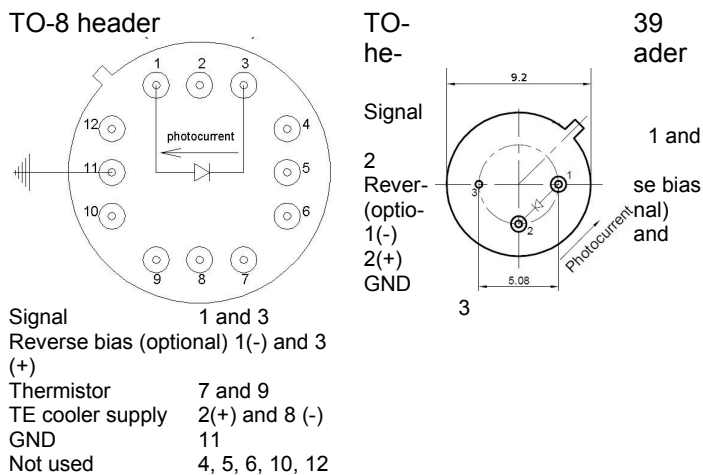 TO-8 header
1 2 3
12 4
photocurrent
11 5
10 6
9 8 7
Signal 1 and 3
Reverse bias (optional) 1(-) and 3
(+)
Thermistor 7 and 9
TE cooler supply 2(+) and 8 (-)
GND 11
Not used 4, 5, 6, 10, 12
TO- 39
he- ader
9.2
Signal
1 and
2
Rever- se bias
(optio- nal)
1(-) and
2(+)
GND
3
1
3
2
Photocurrent
5.08